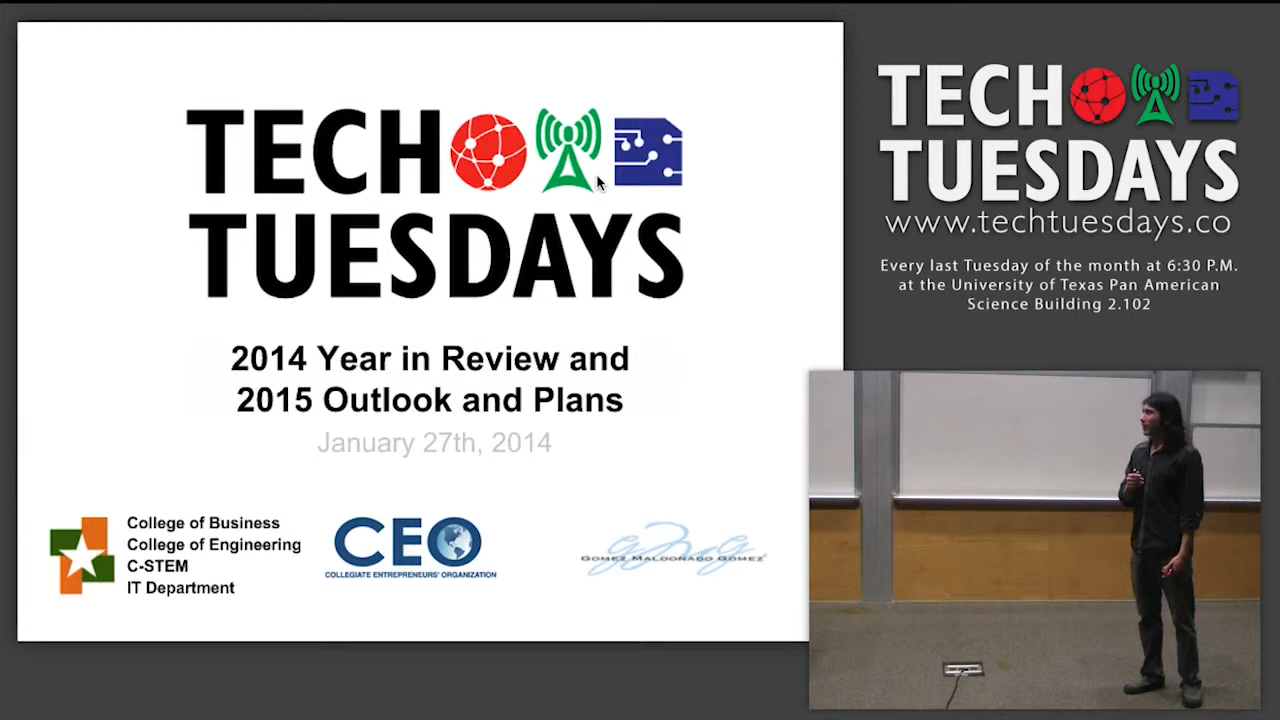 TECH
TUESDAYS
2014 Year in Review and
2015 Outlook and Plans
January 27th, 2014
College of Business
College of Engineering
C-STEM
IT Department
CEO
COLLEGIATE ENTREPRENEURS' ORGANIZATION
GOMEZ MALDONADO GOMEZ
TECH
TUESDAYS
www.techtuesdays.co
Every last Tuesday of the month at 6:30 P.M.
at the University of Texas Pan American
Science Building 2.102